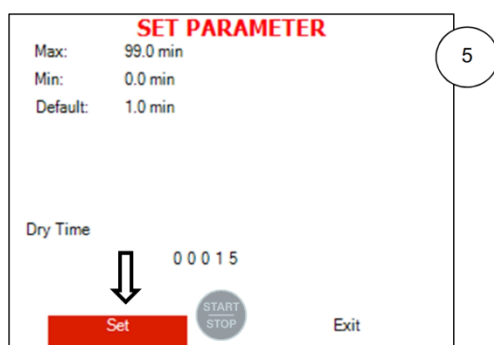 SET PARAMETER
Max: 99.0 min
5
Min: 0.0 min
Default: 1.0 min
Dry Time
0 0 0 1 5
START
STOP
Set
Exit